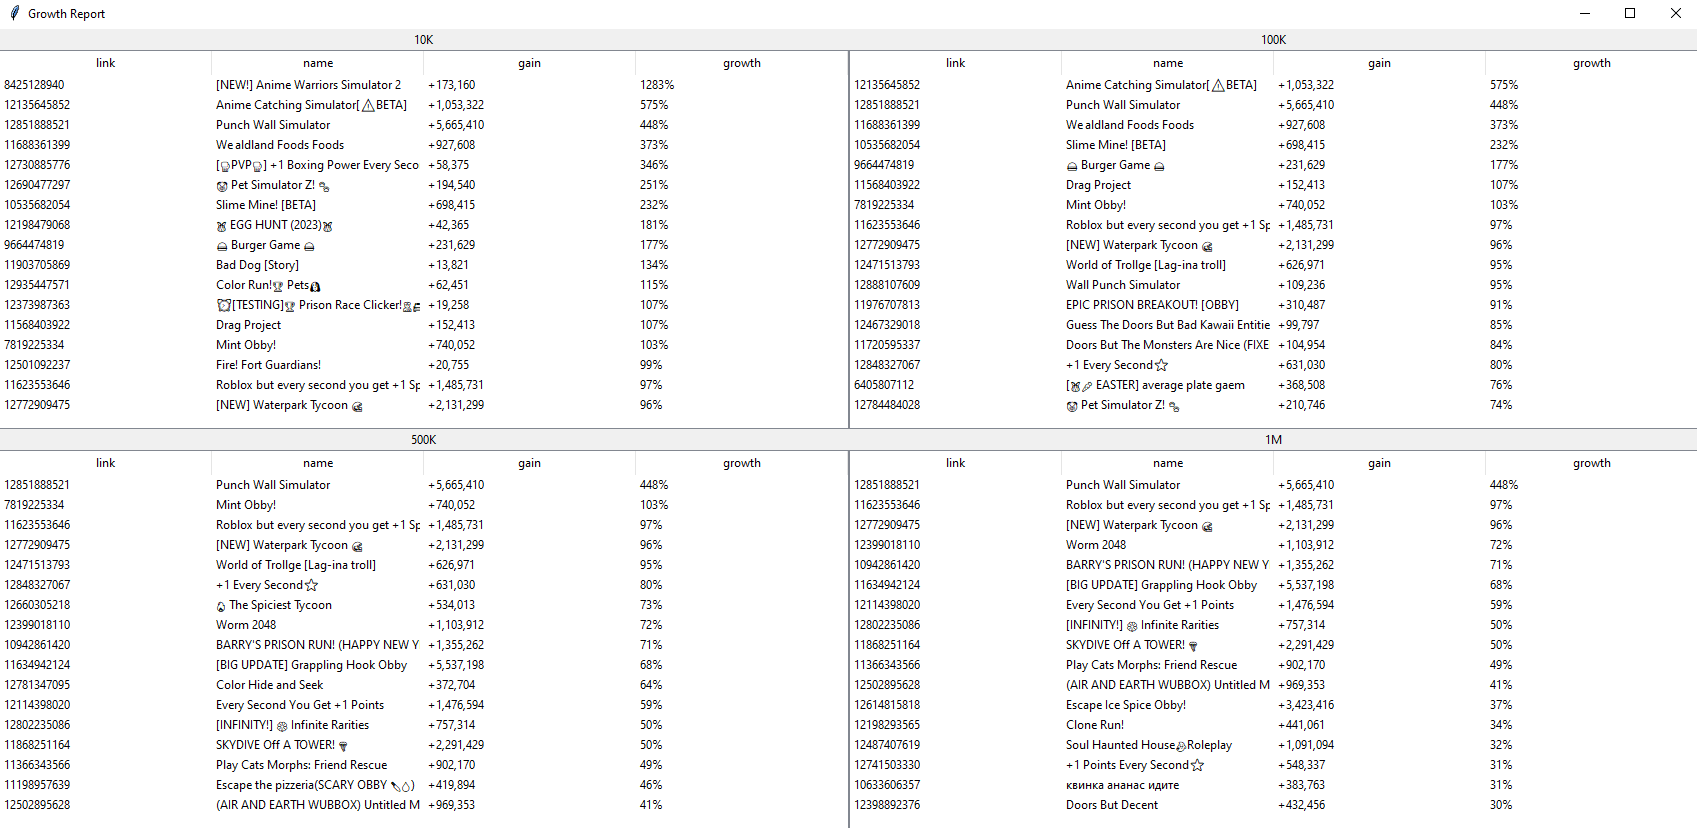 Growth Report
10K
link name gain growth
8425128940 [NEW!] Anime Warriors Simulator 2 +173,160 1283%
12135645852 Anime Catching Simulator[⚠BETA] +1,053,322 575%
12851888521 Punch Wall Simulator +5,665,410 448%
11688361399 Wealdland Foods Foods +927,608 373%
12730885776 [🥊PVP🥊] +1 Boxing Power Every Seco +58,375 346%
12690477297 🐶 Pet Simulator Z! 🐾 +194,540 251%
10535682054 Slime Mine! [BETA] +698,415 232%
12198479068 🐰 EGG HUNT (2023)🐰 +42,365 181%
9664474819 🍔 Burger Game 🍔 +231,629 177%
11903705869 Bad Dog [Story] +13,821 134%
12935447571 Color Run!🏆 Pets🐧 +62,451 115%
12373987363 [TESTING]🏆 Prison Race Clicker! +19,258 107%
11568403922 Drag Project +152,413 107%
7819225334 Mint Obby! +740,052 103%
12501092237 Fire! Fort Guardians! +20,755 99%
11623553646 Roblox but every second you get +1 Sp +1,485,731 97%
12772909475 [NEW] Waterpark Tycoon +2,131,299 96%
100K
link name gain growth
12135645852 Anime Catching Simulator[⚠BETA] +1,053,322 575%
12851888521 Punch Wall Simulator +5,665,410 448%
11688361399 Wealdland Foods Foods +927,608 373%
10535682054 Slime Mine! [BETA] +698,415 232%
9664474819 🍔 Burger Game 🍔 +231,629 177%
11568403922 Drag Project +152,413 107%
7819225334 Mint Obby! +740,052 103%
11623553646 Roblox but every second you get +1 Sp +1,485,731 97%
12772909475 [NEW] Waterpark Tycoon +2,131,299 96%
12471513793 World of Trollge [Lag-ina troll] +626,971 95%
12888107609 Wall Punch Simulator +109,236 95%
11976707813 EPIC PRISON BREAKOUT! [OBBY] +310,487 91%
12467329018 Guess The Doors But Bad Kawaii Entitie +99,797 85%
11720595337 Doors But The Monsters Are Nice (FIXE +104,954 84%
12848327067 +1 Every Second⭐ +631,030 80%
6405807112 [🐰🥕 EASTER] average plate gaem +368,508 76%
12784484028 🐶 Pet Simulator Z! 🐾 +210,746 74%
500K
link name gain growth
12851888521 Punch Wall Simulator +5,665,410 448%
7819225334 Mint Obby! +740,052 103%
11623553646 Roblox but every second you get +1 Sp +1,485,731 97%
12772909475 [NEW] Waterpark Tycoon +2,131,299 96%
12471513793 World of Trollge [Lag-ina troll] +626,971 95%
12848327067 +1 Every Second⭐ +631,030 80%
12660305218 The Spiciest Tycoon +534,013 73%
12399018110 Worm 2048 +1,103,912 72%
10942861420 BARRY'S PRISON RUN! (HAPPY NEW Y +1,355,262 71%
11634942124 [BIG UPDATE] Grappling Hook Obby +5,537,198 68%
12781347095 Color Hide and Seek +372,704 64%
12114398020 Every Second You Get +1 Points +1,476,594 59%
12802235086 [INFINITY!] Infinite Rarities +757,314 50%
11868251164 SKYDIVE Off A TOWER! +2,291,429 50%
11366343566 Play Cats Morphs: Friend Rescue +902,170 49%
11198957639 Escape the pizzeria(SCARY OBBY 🔪💧) +419,894 46%
12502895628 (AIR AND EARTH WUBBOX) Untitled M +969,353 41%
1M
link name gain growth
12851888521 Punch Wall Simulator +5,665,410 448%
11623553646 Roblox but every second you get +1 Sp +1,485,731 97%
12772909475 [NEW] Waterpark Tycoon +2,131,299 96%
12399018110 Worm 2048 +1,103,912 72%
10942861420 BARRY'S PRISON RUN! (HAPPY NEW Y +1,355,262 71%
11634942124 [BIG UPDATE] Grappling Hook Obby +5,537,198 68%
12114398020 Every Second You Get +1 Points +1,476,594 59%
12802235086 [INFINITY!] Infinite Rarities +757,314 50%
11868251164 SKYDIVE Off A TOWER! +2,291,429 50%
11366343566 Play Cats Morphs: Friend Rescue +902,170 49%
12502895628 (AIR AND EARTH WUBBOX) Untitled M +969,353 41%
12614815818 Escape Ice Spice Obby! +3,423,416 37%
12198293565 Clone Run! +441,061 34%
12487407619 Soul Haunted House Roleplay +1,091,094 32%
12741503330 +1 Points Every Second⭐ +548,337 31%
10633606357 квинка ананас идите +383,763 31%
12398892376 Doors But Decent +432,456 30%